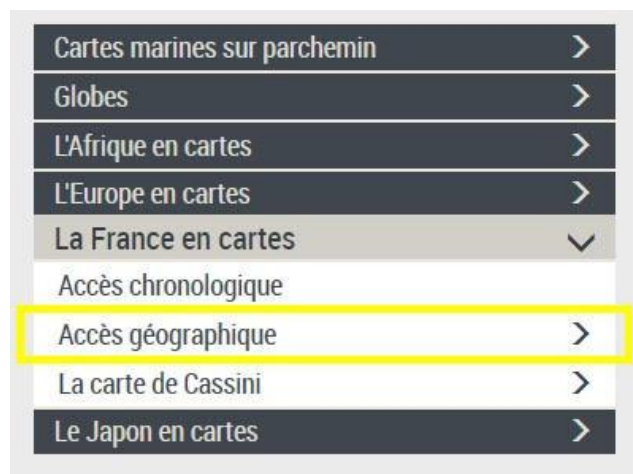 Cartes marines sur parchemin
Globes
L'Afrique en cartes
L'Europe en cartes
La France en cartes
Accès chronologique
Accès géographique
La carte de Cassini
Le Japon en cartes